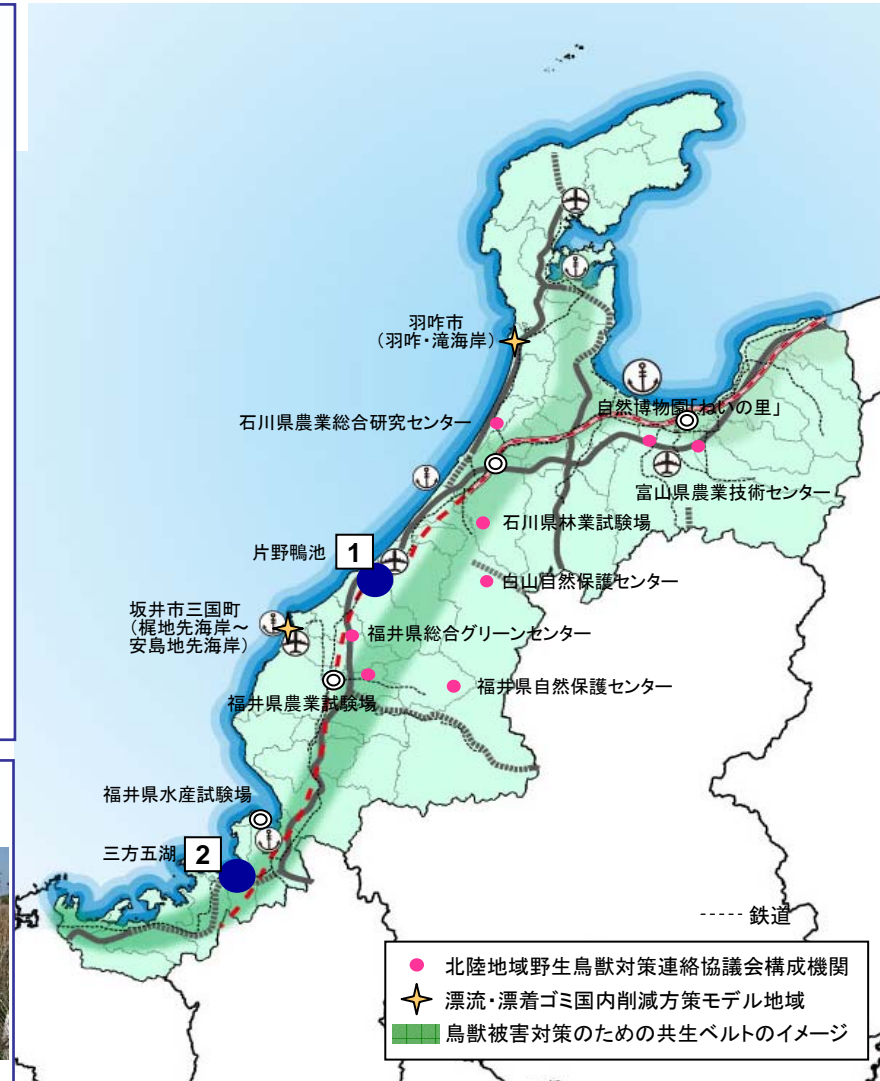 羽咋市
（羽咋・滝海岸）
自然博物園「ねいの里」
石川県農業総合研究センター
富山県農業技術センター
石川県林業試験場
片野鴨池
1
白山自然保護センター
坂井市三国町
（梶地先海岸～
安島地先海岸）
福井県総合グリーンセンター
福井県自然保護センター
福井県農業試験場
福井県水産試験場
三方五湖
2
----- 鉄道
北陸地域野生鳥獣対策連絡協議会構成機関
漂流・漂着ゴミ国内削減方策モデル地域
鳥獣被害対策のための共生ベルトのイメージ